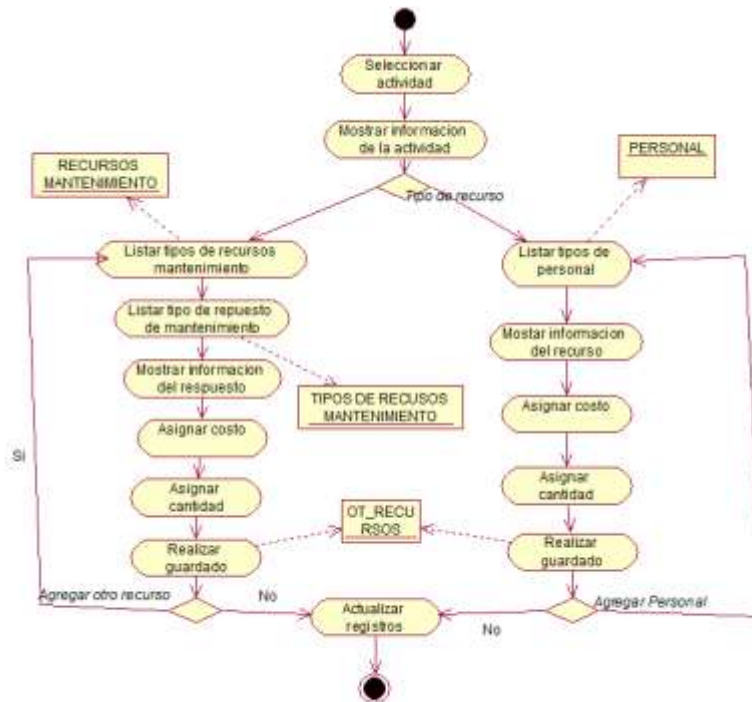 Seleccionar
actividad
Mostrar informacion
de la actividad
RECURSOS
MANTENIMIENTO
PERSONAL
Tipo de recurso
Listar tipos de recursos
mantenimiento
Listar tipos de
personal
Listar tipo de repuesto
de mantenimiento
Mostar informacion
del recurso
Mostrar informacion
del respuesto
TIPOS DE RECUSOS
MANTENIMIENTO
Asignar costo
Asignar costo
Si
Asignar
cantidad
Asignar
cantidad
OT_RECU
RSOS
Realizar
guardado
Realizar
guardado
Agregar otro recurso
No
Actualizar
registros
No
Agregar Personal